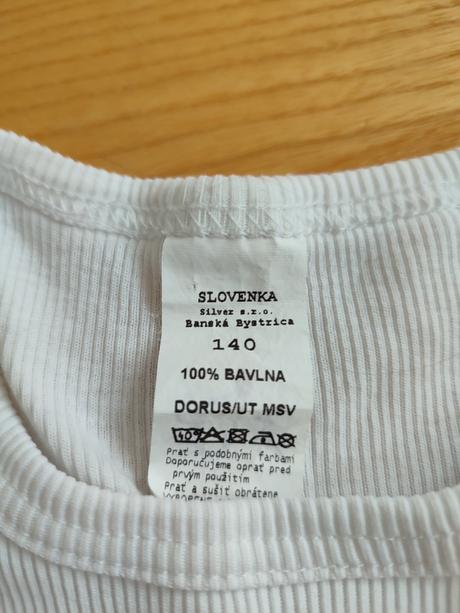 SLOVENKA
Silver s.r.o.
Banská Bystrica
140
100% BAVLNA
DORUS/UT MSV
40°
Prať s podobnými farbami
Doporučujeme oprať pred
prvým použitím
Prať a sušiť obrátene